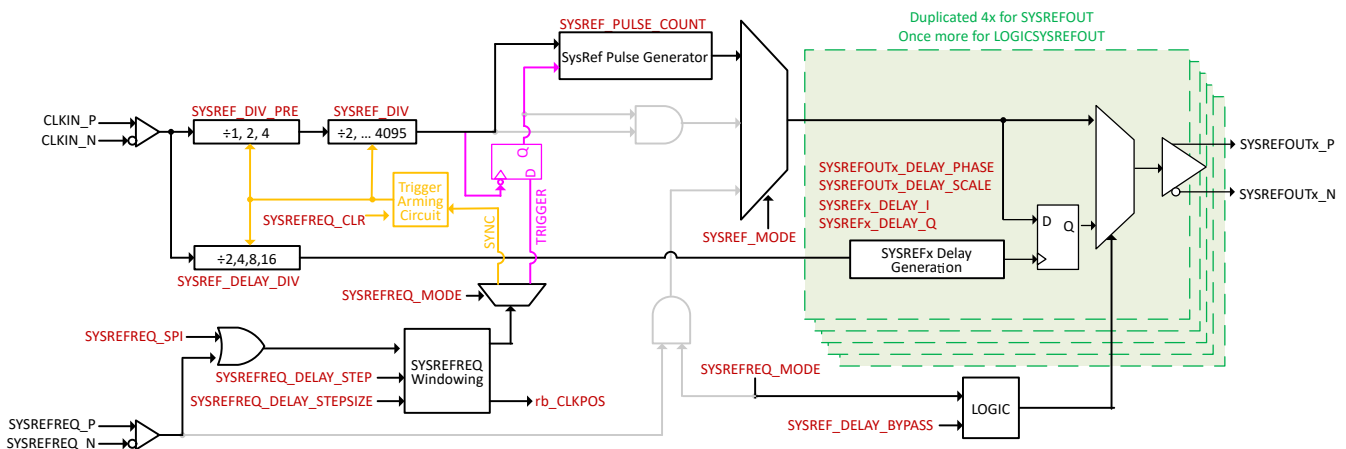 Duplicated 4x for SYSREFOUT
Once more for LOGICSYSREFOUT
SYSREF_PULSE_COUNT
SysRef Pulse Generator
CLKIN_P
CLKIN_N
SYSREF_DIV_PRE
÷1, 2, 4
SYSREF_DIV
÷2, ... 4095
Q
D
TRIGGER
SYNC
Trigger
Arming
Circuit
SYSREFREQ_CLR
÷2,4,8,16
SYSREF_DELAY_DIV
SYSREF_MODE
SYSREFOUTx_DELAY_PHASE
SYSREFOUTx_DELAY_SCALE
SYSREFx_DELAY_I
SYSREFx_DELAY_Q
SYSREFx Delay
Generation
D
Q
SYSREFOUTx_P
SYSREFOUTx_N
SYSREFREQ_MODE
SYSREFREQ_SPI
SYSREFREQ_DELAY_STEP
SYSREFREQ_DELAY_STEPSIZE
SYSREFREQ
Windowing
rb_CLKPOS
SYSREFREQ_P
SYSREFREQ_N
SYSREFREQ_MODE
SYSREF_DELAY_BYPASS
LOGIC